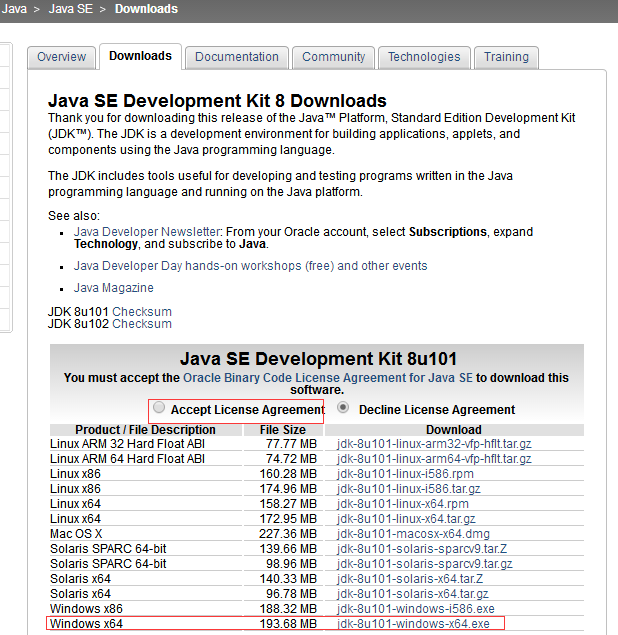 Java > Java SE > Downloads
Overview Downloads Documentation Community Technologies Training
Java SE Development Kit 8 Downloads
Thank you for downloading this release of the Java™ Platform, Standard Edition Development Kit
(JDK™). The JDK is a development environment for building applications, applets, and
components using the Java programming language.
The JDK includes tools useful for developing and testing programs written in the Java
programming language and running on the Java platform.
See also:
Java Developer Newsletter: From your Oracle account, select Subscriptions, expand
Technology, and subscribe to Java.
Java Developer Day hands-on workshops (free) and other events
Java Magazine
JDK 8u101 Checksum
JDK 8u102 Checksum
Java SE Development Kit 8u101
You must accept the Oracle Binary Code License Agreement for Java SE to download this
software.
Accept License Agreement Decline License Agreement
Product / File Description File Size Download
Linux ARM 32 Hard Float ABI 77.77 MB jdk-8u101-linux-arm32-vfp-hflt.tar.gz
Linux ARM 64 Hard Float ABI 74.72 MB jdk-8u101-linux-arm64-vfp-hflt.tar.gz
Linux x86 160.28 MB jdk-8u101-linux-i586.rpm
Linux x86 174.96 MB jdk-8u101-linux-i586.tar.gz
Linux x64 158.27 MB jdk-8u101-linux-x64.rpm
Linux x64 172.95 MB jdk-8u101-linux-x64.tar.gz
Mac OS X 227.36 MB jdk-8u101-macosx-x64.dmg
Solaris SPARC 64-bit 139.66 MB jdk-8u101-solaris-sparcv9.tar.Z
Solaris SPARC 64-bit 98.96 MB jdk-8u101-solaris-sparcv9.tar.gz
Solaris x64 140.33 MB jdk-8u101-solaris-x64.tar.Z
Solaris x64 96.78 MB jdk-8u101-solaris-x64.tar.gz
Windows x86 188.32 MB jdk-8u101-windows-i586.exe
Windows x64 193.68 MB jdk-8u101-windows-x64.exe